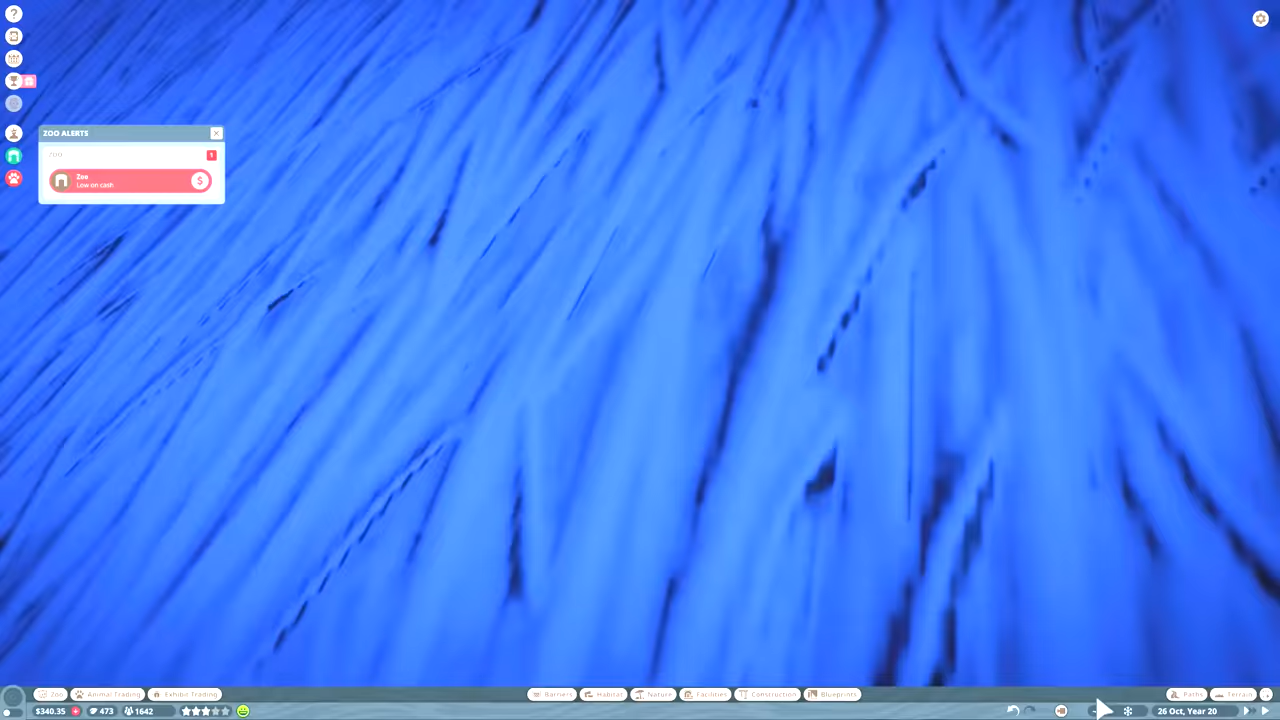 ?
ZOO ALERTS
ZOO 1
Zoo
Low on cash $
Zoo Animal Trading Exhibit Trading Barriers Habitat Nature Facilities Construction Blueprints Paths Terrain
$340.35 473 1642 26 Oct, Year 20